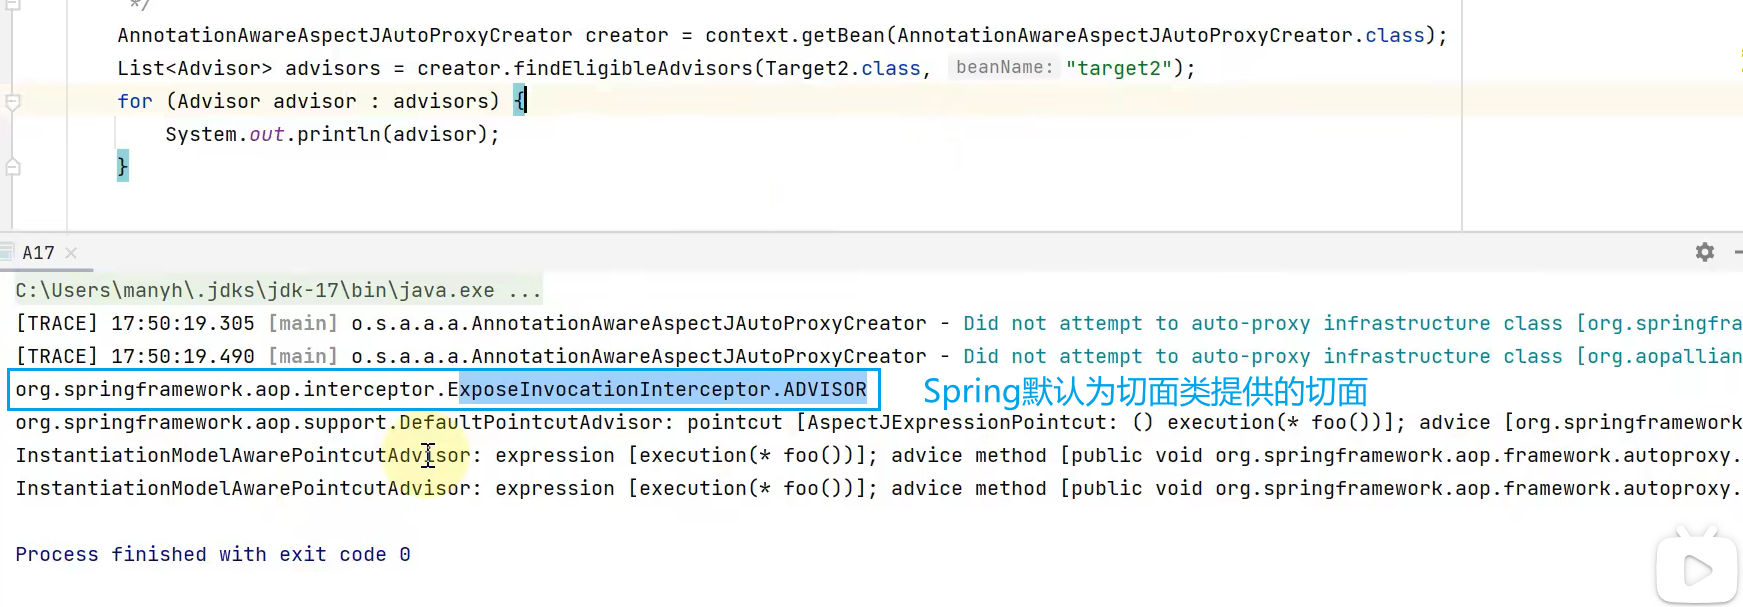 */
AnnotationAwareAspectJAutoProxyCreator creator = context.getBean(AnnotationAwareAspectJAutoProxyCreator.class);
List<Advisor> advisors = creator.findEligibleAdvisors(Target2.class, beanName: "target2");
for (Advisor advisor : advisors) {
System.out.println(advisor);
}
A17
C:\Users\manyh\.jdks\jdk-17\bin\java.exe ...
[TRACE] 17:50:19.305 [main] o.s.a.a.a.AnnotationAwareAspectJAutoProxyCreator - Did not attempt to auto-proxy infrastructure class [org.springfra
[TRACE] 17:50:19.490 [main] o.s.a.a.a.AnnotationAwareAspectJAutoProxyCreator - Did not attempt to auto-proxy infrastructure class [org.aopallian
org.springframework.aop.interceptor.ExposeInvocationInterceptor.ADVISOR Spring默认为切面类提供的切面
org.springframework.aop.support.DefaultPointcutAdvisor: pointcut [AspectJExpressionPointcut: () execution(* foo())]; advice [org.springframework
InstantiationModelAwarePointcutAdvisor: expression [execution(* foo())]; advice method [public void org.springframework.aop.framework.autoproxy.
InstantiationModelAwarePointcutAdvisor: expression [execution(* foo())]; advice method [public void org.springframework.aop.framework.autoproxy.
Process finished with exit code 0